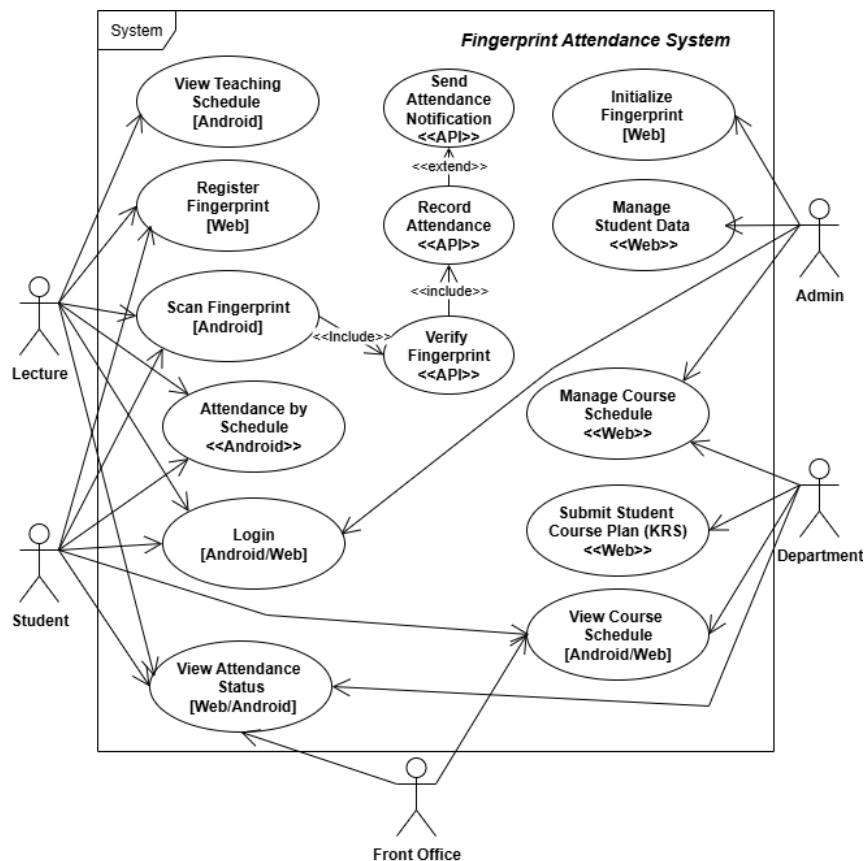 System
Fingerprint Attendance System
View Teaching
Schedule
[Android]
Send
Attendance
Notification
<<API>>
Initialize
Fingerprint
[Web]
<<extend>>
Register
Fingerprint
[Web]
Record
Attendance
<<API>>
Manage
Student Data
<<Web>>
Lecture
Admin
Scan Fingerprint
[Android]
<<Include>>
<<include>>
Verify
Fingerprint
<<API>>
Attendance by
Schedule
<<Android>>
Manage Course
Schedule
<<Web>>
Login
[Android/Web]
Submit Student
Course Plan (KRS)
<<Web>>
Department
Student
View Course
Schedule
[Android/Web]
View Attendance
Status
[Web/Android]
Front Office